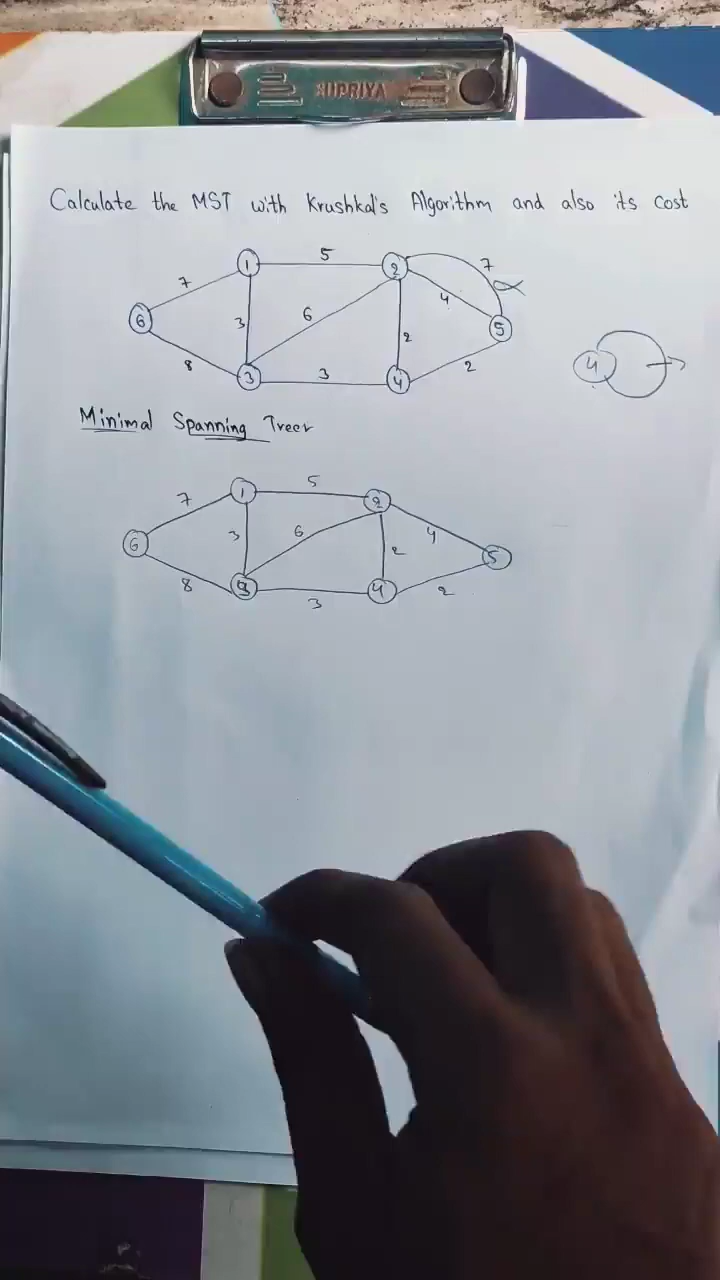 SUPRIYA
Calculate the MST with Krushkal's Algorithm and also its cost
1 5 2 7
7 4
6 3 6 2 5
8 3 3 4 2 4
Minimal Spanning Tree
1 5 2
7 3 6 2 4
6 5
8 3 3 4 2